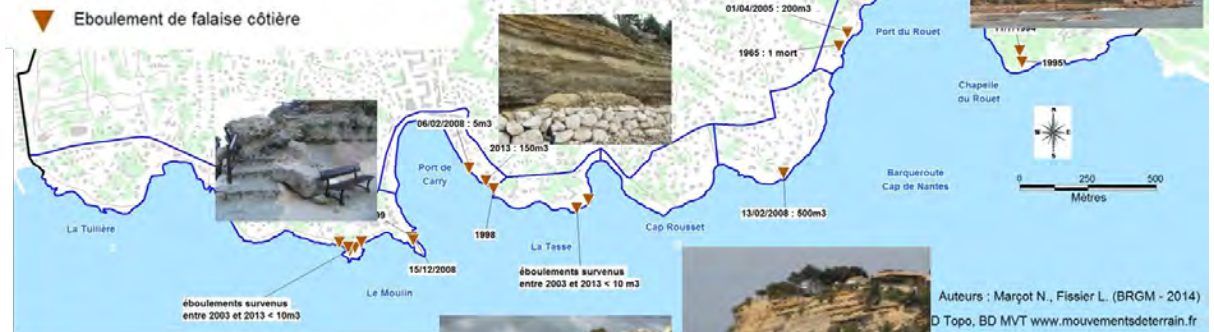 Eboulement de falaise côtière
01/04/2005 : 200m3
Port du Rouet
1965 : 1 mort
1995
Chapelle
du Rouet
06/02/2008 : 5m3
2013 : 150m3
Port de
Carry
N
W E
S
0 250 500
Mètres
Barqueroute
Cap de Nantes
13/02/2008 : 500m3
La Tuilière
1998
Cap Rousset
La Tasse
15/12/2008
éboulements survenus
entre 2003 et 2013 < 10 m3
Le Moulin
éboulements survenus
entre 2003 et 2013 < 10m3
Auteurs : Marçot N., Fissier L. (BRGM - 2014)
D Topo, BD MVT www.mouvementsdeterrain.fr